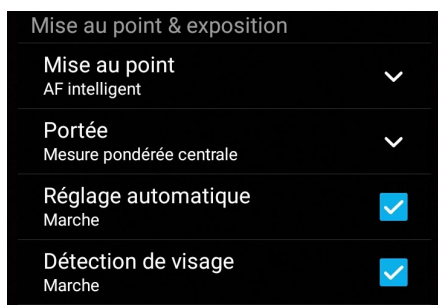 Mise au point & exposition
Mise au point
AF intelligent
Portée
Mesure pondérée centrale
Réglage automatique
Marche
Détection de visage
Marche